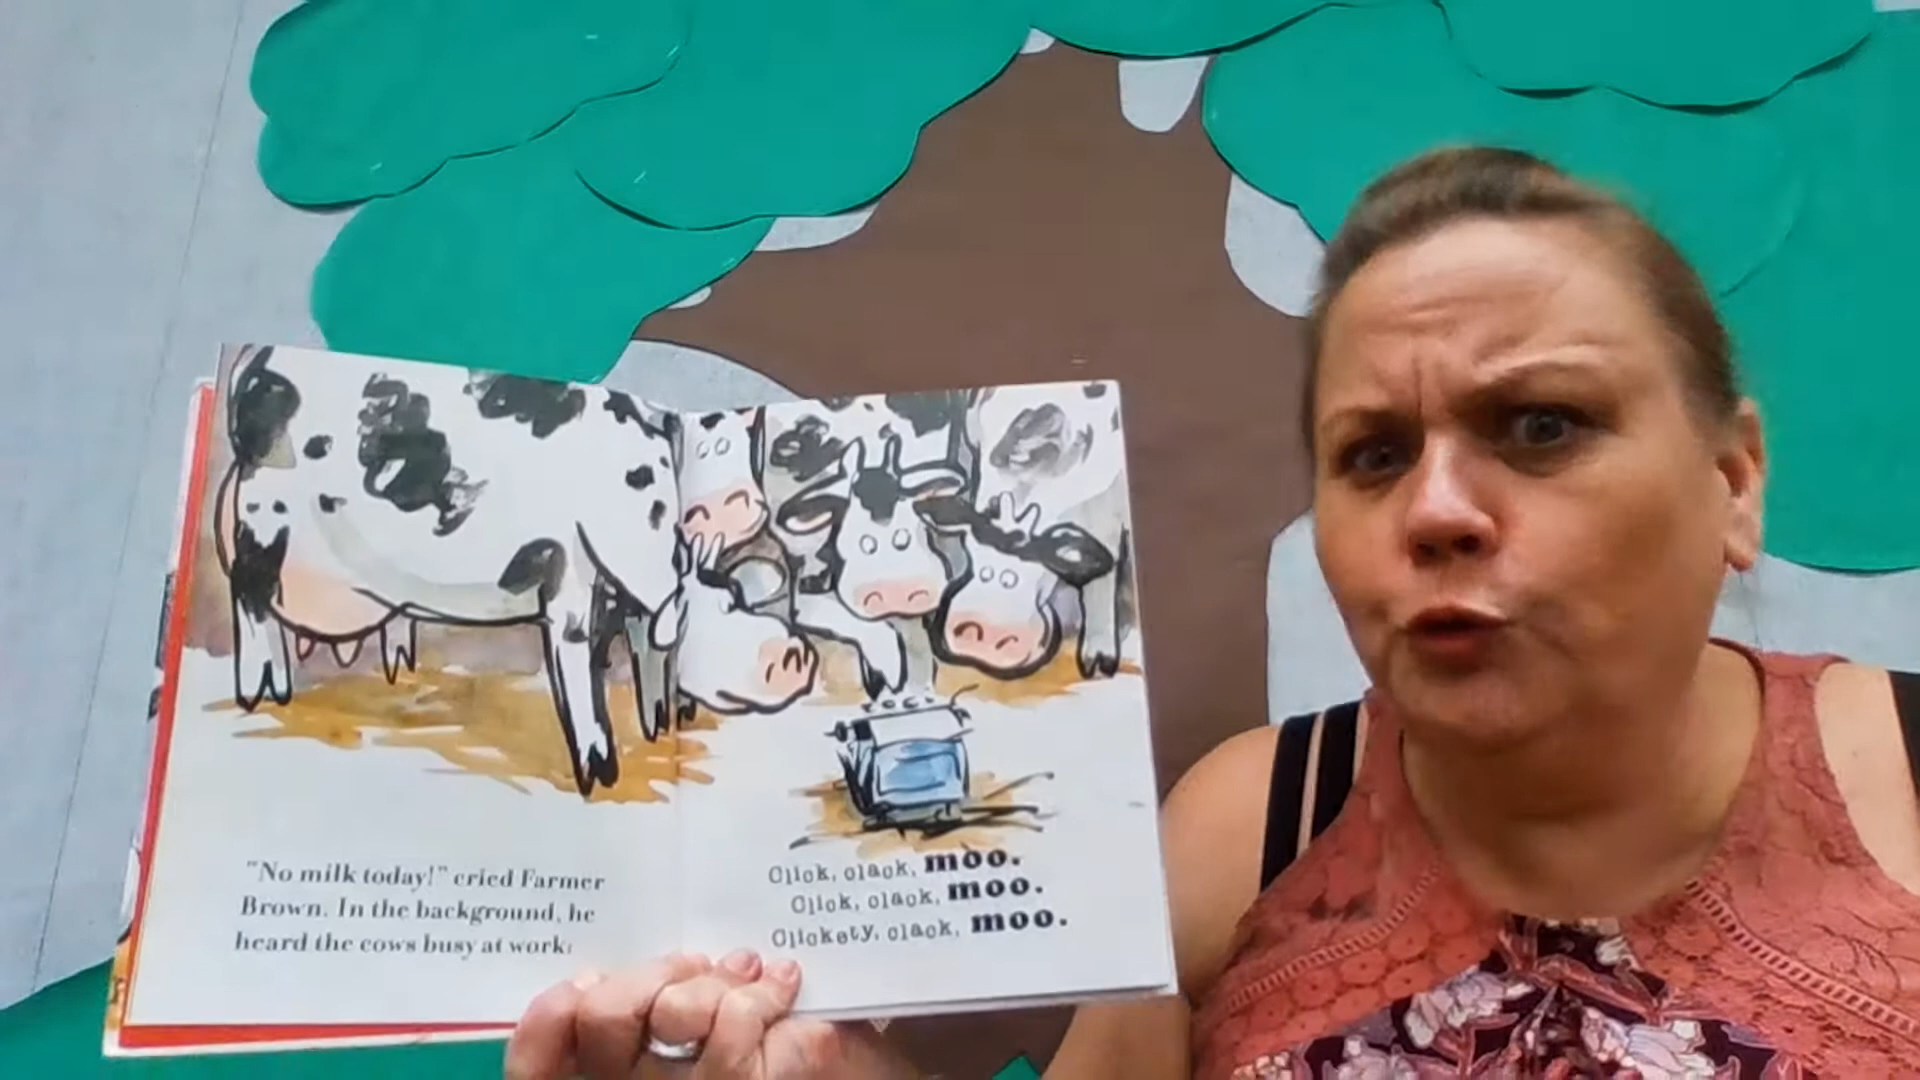 "No milk today!" cried Farmer
Brown. In the background, he
heard the cows busy at work:
Click, clack, moo.
Click, clack, moo.
Clickety, clack, moo.